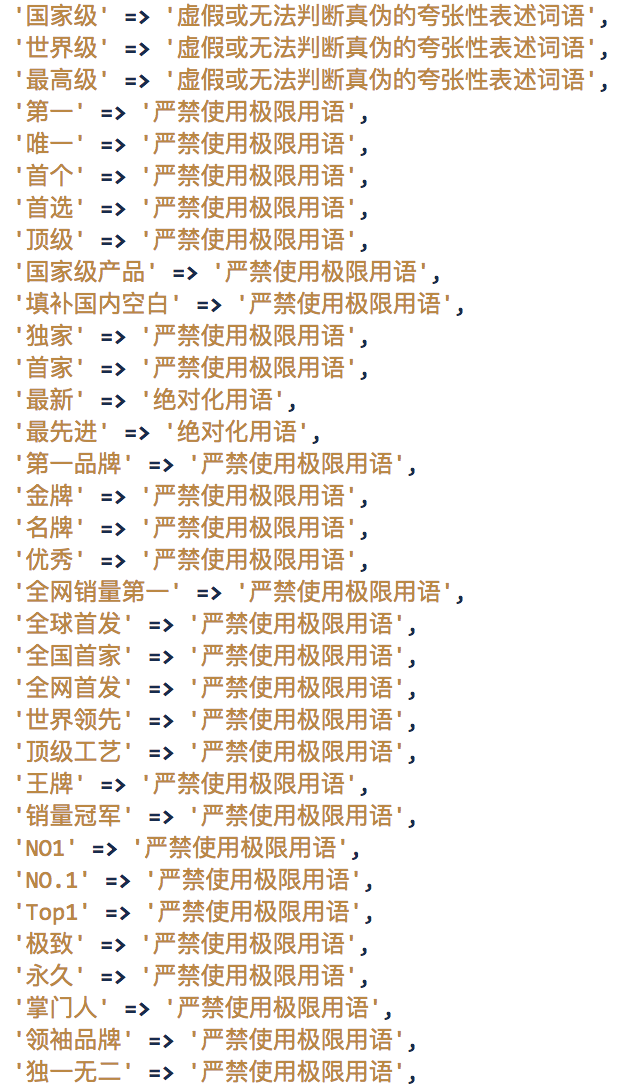 '国家级' => '虚假或无法判断真伪的夸张性表述词语',
'世界级' => '虚假或无法判断真伪的夸张性表述词语',
'最高级' => '虚假或无法判断真伪的夸张性表述词语',
'第一' => '严禁使用极限用语',
'唯一' => '严禁使用极限用语',
'首个' => '严禁使用极限用语',
'首选' => '严禁使用极限用语',
'顶级' => '严禁使用极限用语',
'国家级产品' => '严禁使用极限用语',
'填补国内空白' => '严禁使用极限用语',
'独家' => '严禁使用极限用语',
'首家' => '严禁使用极限用语',
'最新' => '绝对化用语',
'最先进' => '绝对化用语',
'第一品牌' => '严禁使用极限用语',
'金牌' => '严禁使用极限用语',
'名牌' => '严禁使用极限用语',
'优秀' => '严禁使用极限用语',
'全网销量第一' => '严禁使用极限用语',
'全球首发' => '严禁使用极限用语',
'全国首家' => '严禁使用极限用语',
'全网首发' => '严禁使用极限用语',
'世界领先' => '严禁使用极限用语',
'顶级工艺' => '严禁使用极限用语',
'王牌' => '严禁使用极限用语',
'销量冠军' => '严禁使用极限用语',
'NO1' => '严禁使用极限用语',
'NO.1' => '严禁使用极限用语',
'Top1' => '严禁使用极限用语',
'极致' => '严禁使用极限用语',
'永久' => '严禁使用极限用语',
'掌门人' => '严禁使用极限用语',
'领袖品牌' => '严禁使用极限用语',
'独一无二' => '严禁使用极限用语',